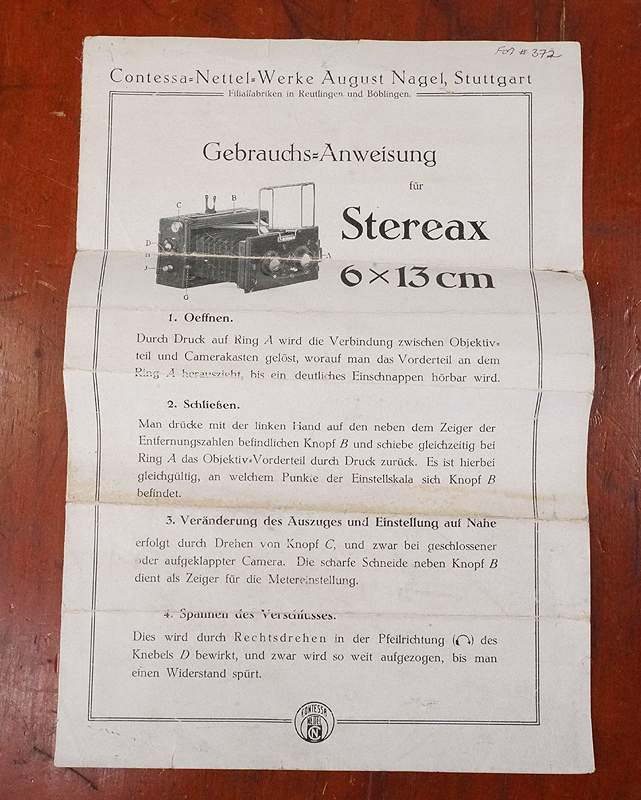 For # 372
Contessa=Nettel=Werke August Nagel, Stuttgart
Filialfabriken in Reutlingen und Böblingen.
Gebrauchs=Anweisung
für
Stereax
6×13 cm
C
B
D
H
J
G
A
1. Oeffnen.
Durch Druck auf Ring A wird die Verbindung zwischen Objektiv=
teil und Camerakasten gelöst, worauf man das Vorderteil an dem
Ring A herauszieht, bis ein deutliches Einschnappen hörbar wird.
2. Schließen.
Man drücke mit der linken Hand auf den neben dem Zeiger der
Entfernungszahlen befindlichen Knopf B und schiebe gleichzeitig bei
Ring A das Objektiv=Vorderteil durch Druck zurück. Es ist hierbei
gleichgültig, an welchem Punkte der Einstellskala sich Knopf B
befindet.
3. Veränderung des Auszuges und Einstellung auf Nahe
erfolgt durch Drehen von Knopf C, und zwar bei geschlossener
oder aufgeklappter Camera. Die scharfe Schneide neben Knopf B
dient als Zeiger für die Metereinstellung.
4. Spannen des Verschlusses.
Dies wird durch Rechtsdrehen in der Pfeilrichtung () des
Knebels D bewirkt, und zwar wird so weit aufgezogen, bis man
einen Widerstand spürt.
CONTESSA
NETTEL
CN